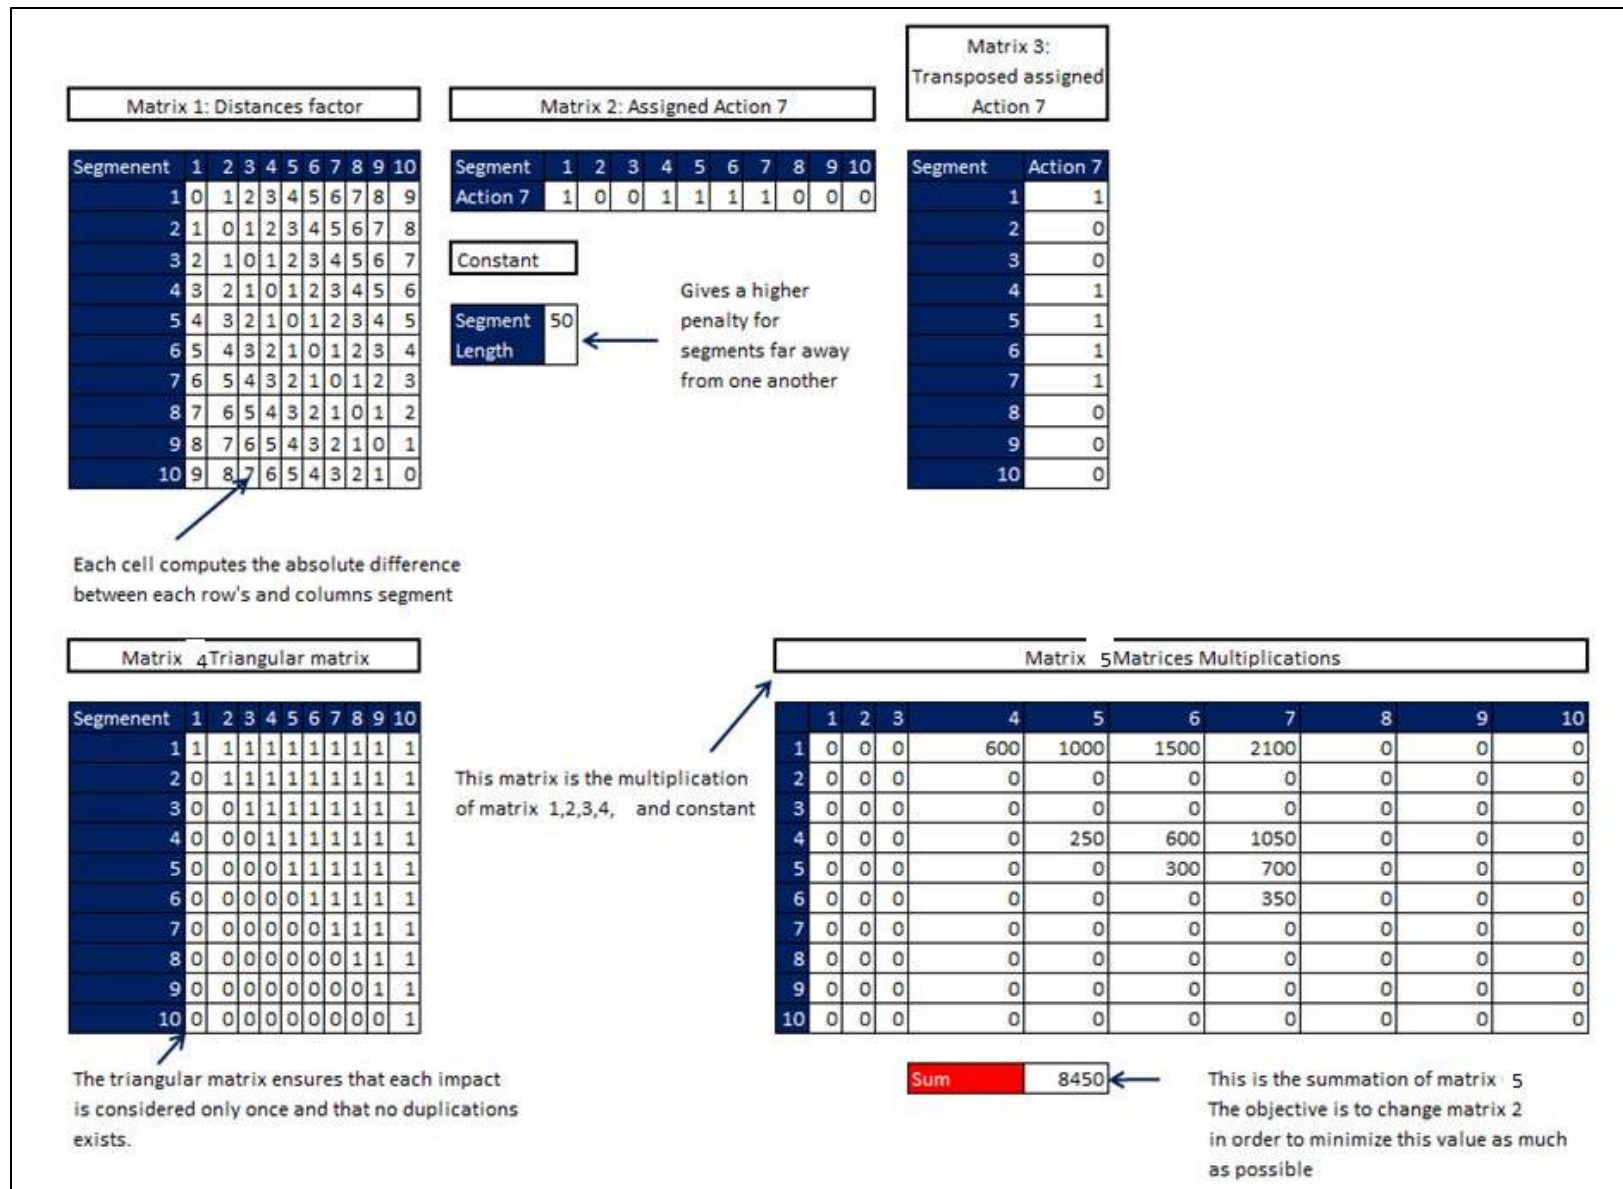 Matrix 3:
Transposed assigned
Action 7
Matrix 1: Distances factor
Matrix 2: Assigned Action 7
Segmenent 1 2 3 4 5 6 7 8 9 10
1 0 1 2 3 4 5 6 7 8 9
2 1 0 1 2 3 4 5 6 7 8
3 2 1 0 1 2 3 4 5 6 7
4 3 2 1 0 1 2 3 4 5 6
5 4 3 2 1 0 1 2 3 4 5
6 5 4 3 2 1 0 1 2 3 4
7 6 5 4 3 2 1 0 1 2 3
8 7 6 5 4 3 2 1 0 1 2
9 8 7 6 5 4 3 2 1 0 1
10 9 8 7 6 5 4 3 2 1 0
Segment 1 2 3 4 5 6 7 8 9 10
Action 7 1 0 0 1 1 1 1 0 0 0
Constant
Segment 50
Length
Gives a higher
penalty for
segments far away
from one another
Segment Action 7
1 1
2 0
3 0
4 1
5 1
6 1
7 1
8 0
9 0
10 0
Each cell computes the absolute difference
between each row's and columns segment
Matrix 4Triangular matrix
Matrix 5Matrices Multiplications
Segmenent 1 2 3 4 5 6 7 8 9 10
1 1 1 1 1 1 1 1 1 1 1
2 0 1 1 1 1 1 1 1 1 1
3 0 0 1 1 1 1 1 1 1 1
4 0 0 0 1 1 1 1 1 1 1
5 0 0 0 0 1 1 1 1 1 1
6 0 0 0 0 0 1 1 1 1 1
7 0 0 0 0 0 0 1 1 1 1
8 0 0 0 0 0 0 0 1 1 1
9 0 0 0 0 0 0 0 0 1 1
10 0 0 0 0 0 0 0 0 0 1
This matrix is the multiplication
of matrix 1,2,3,4, and constant
1 2 3 4 5 6 7 8 9 10
1 0 0 0 600 1000 1500 2100 0 0 0
2 0 0 0 0 0 0 0 0 0 0
3 0 0 0 0 0 0 0 0 0 0
4 0 0 0 0 250 600 1050 0 0 0
5 0 0 0 0 0 300 700 0 0 0
6 0 0 0 0 0 0 350 0 0 0
7 0 0 0 0 0 0 0 0 0 0
8 0 0 0 0 0 0 0 0 0 0
9 0 0 0 0 0 0 0 0 0 0
10 0 0 0 0 0 0 0 0 0 0
The triangular matrix ensures that each impact
is considered only once and that no duplications
exists.
Sum 8450
This is the summation of matrix 5
The objective is to change matrix 2
in order to minimize this value as much
as possible